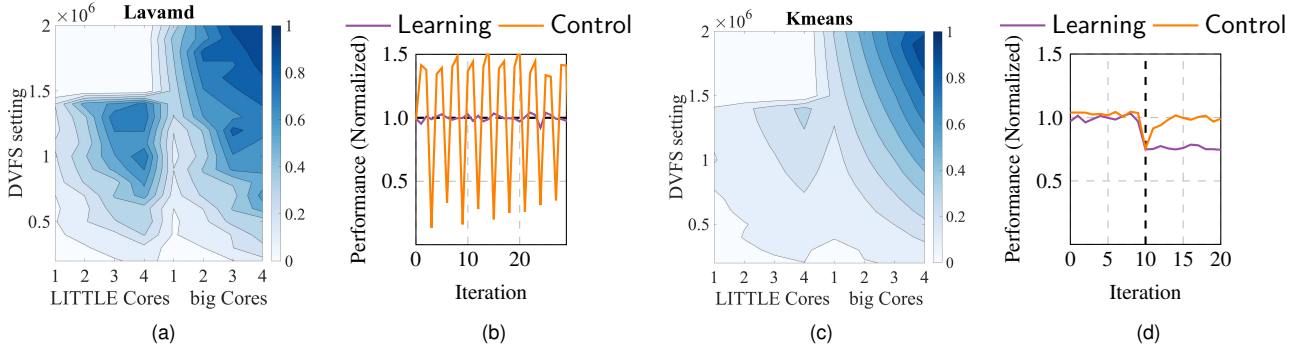 Lavamd
× 10^6
2
1.5
1
0.5
DVFS setting
1 2 3 4 1 2 3 4
LITTLE Cores big Cores
1
0.8
0.6
0.4
0.2
0
(a)
Learning Control
1.5
1.0
0.5
Performance (Normalized)
0 10 20
Iteration
(b)
Kmeans
× 10^6
2
1.5
1
0.5
DVFS setting
1 2 3 4 1 2 3 4
LITTLE Cores big Cores
1
0.8
0.6
0.4
0.2
0
(c)
Learning Control
1.5
1.0
0.5
Performance (Normalized)
0 5 10 15 20
Iteration
(d)